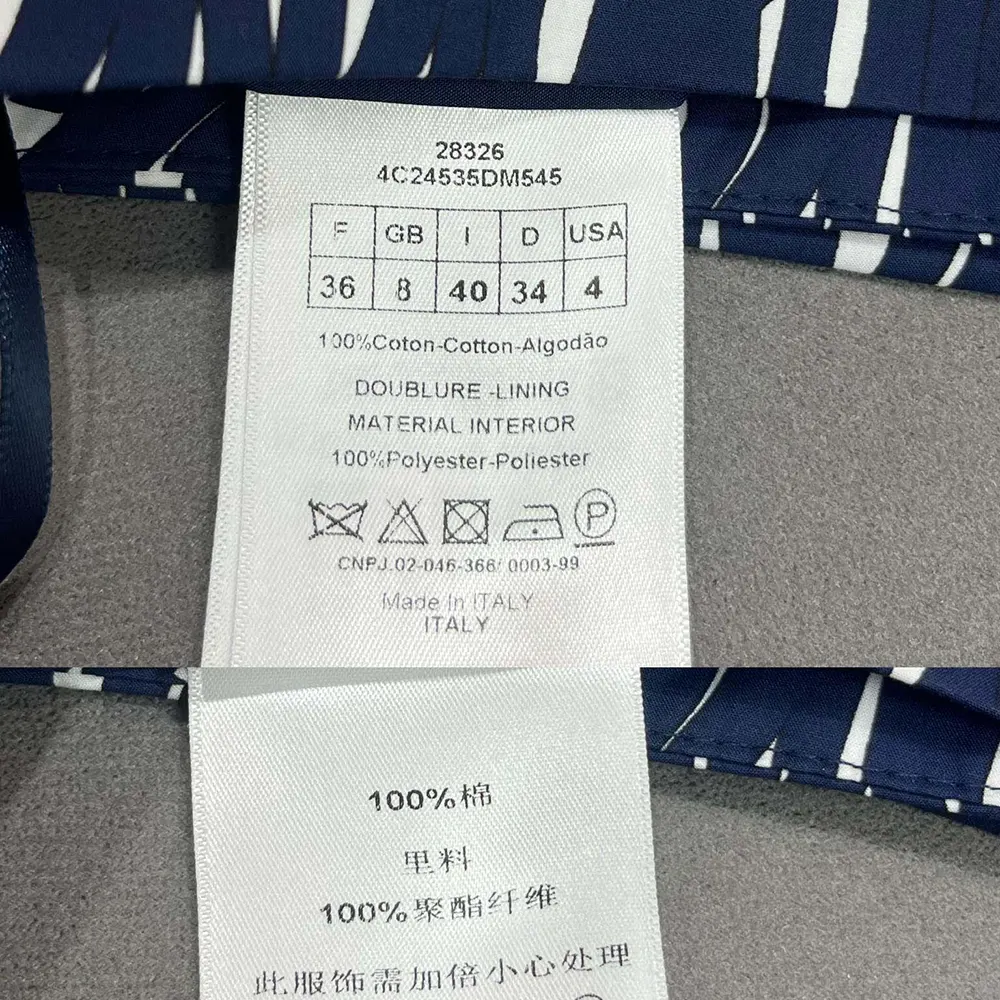 28326
4C24535DM545
F GB I D USA
36 8 40 34 4
100%Coton-Cotton-Algodão
DOUBLURE -LINING
MATERIAL INTERIOR
100%Polyester-Poliester
P
CNPJ.02-046-366/ 0003-99
Made In ITALY
ITALY
100%棉
里料
100%聚酯纤维
此服饰需加倍小心处理